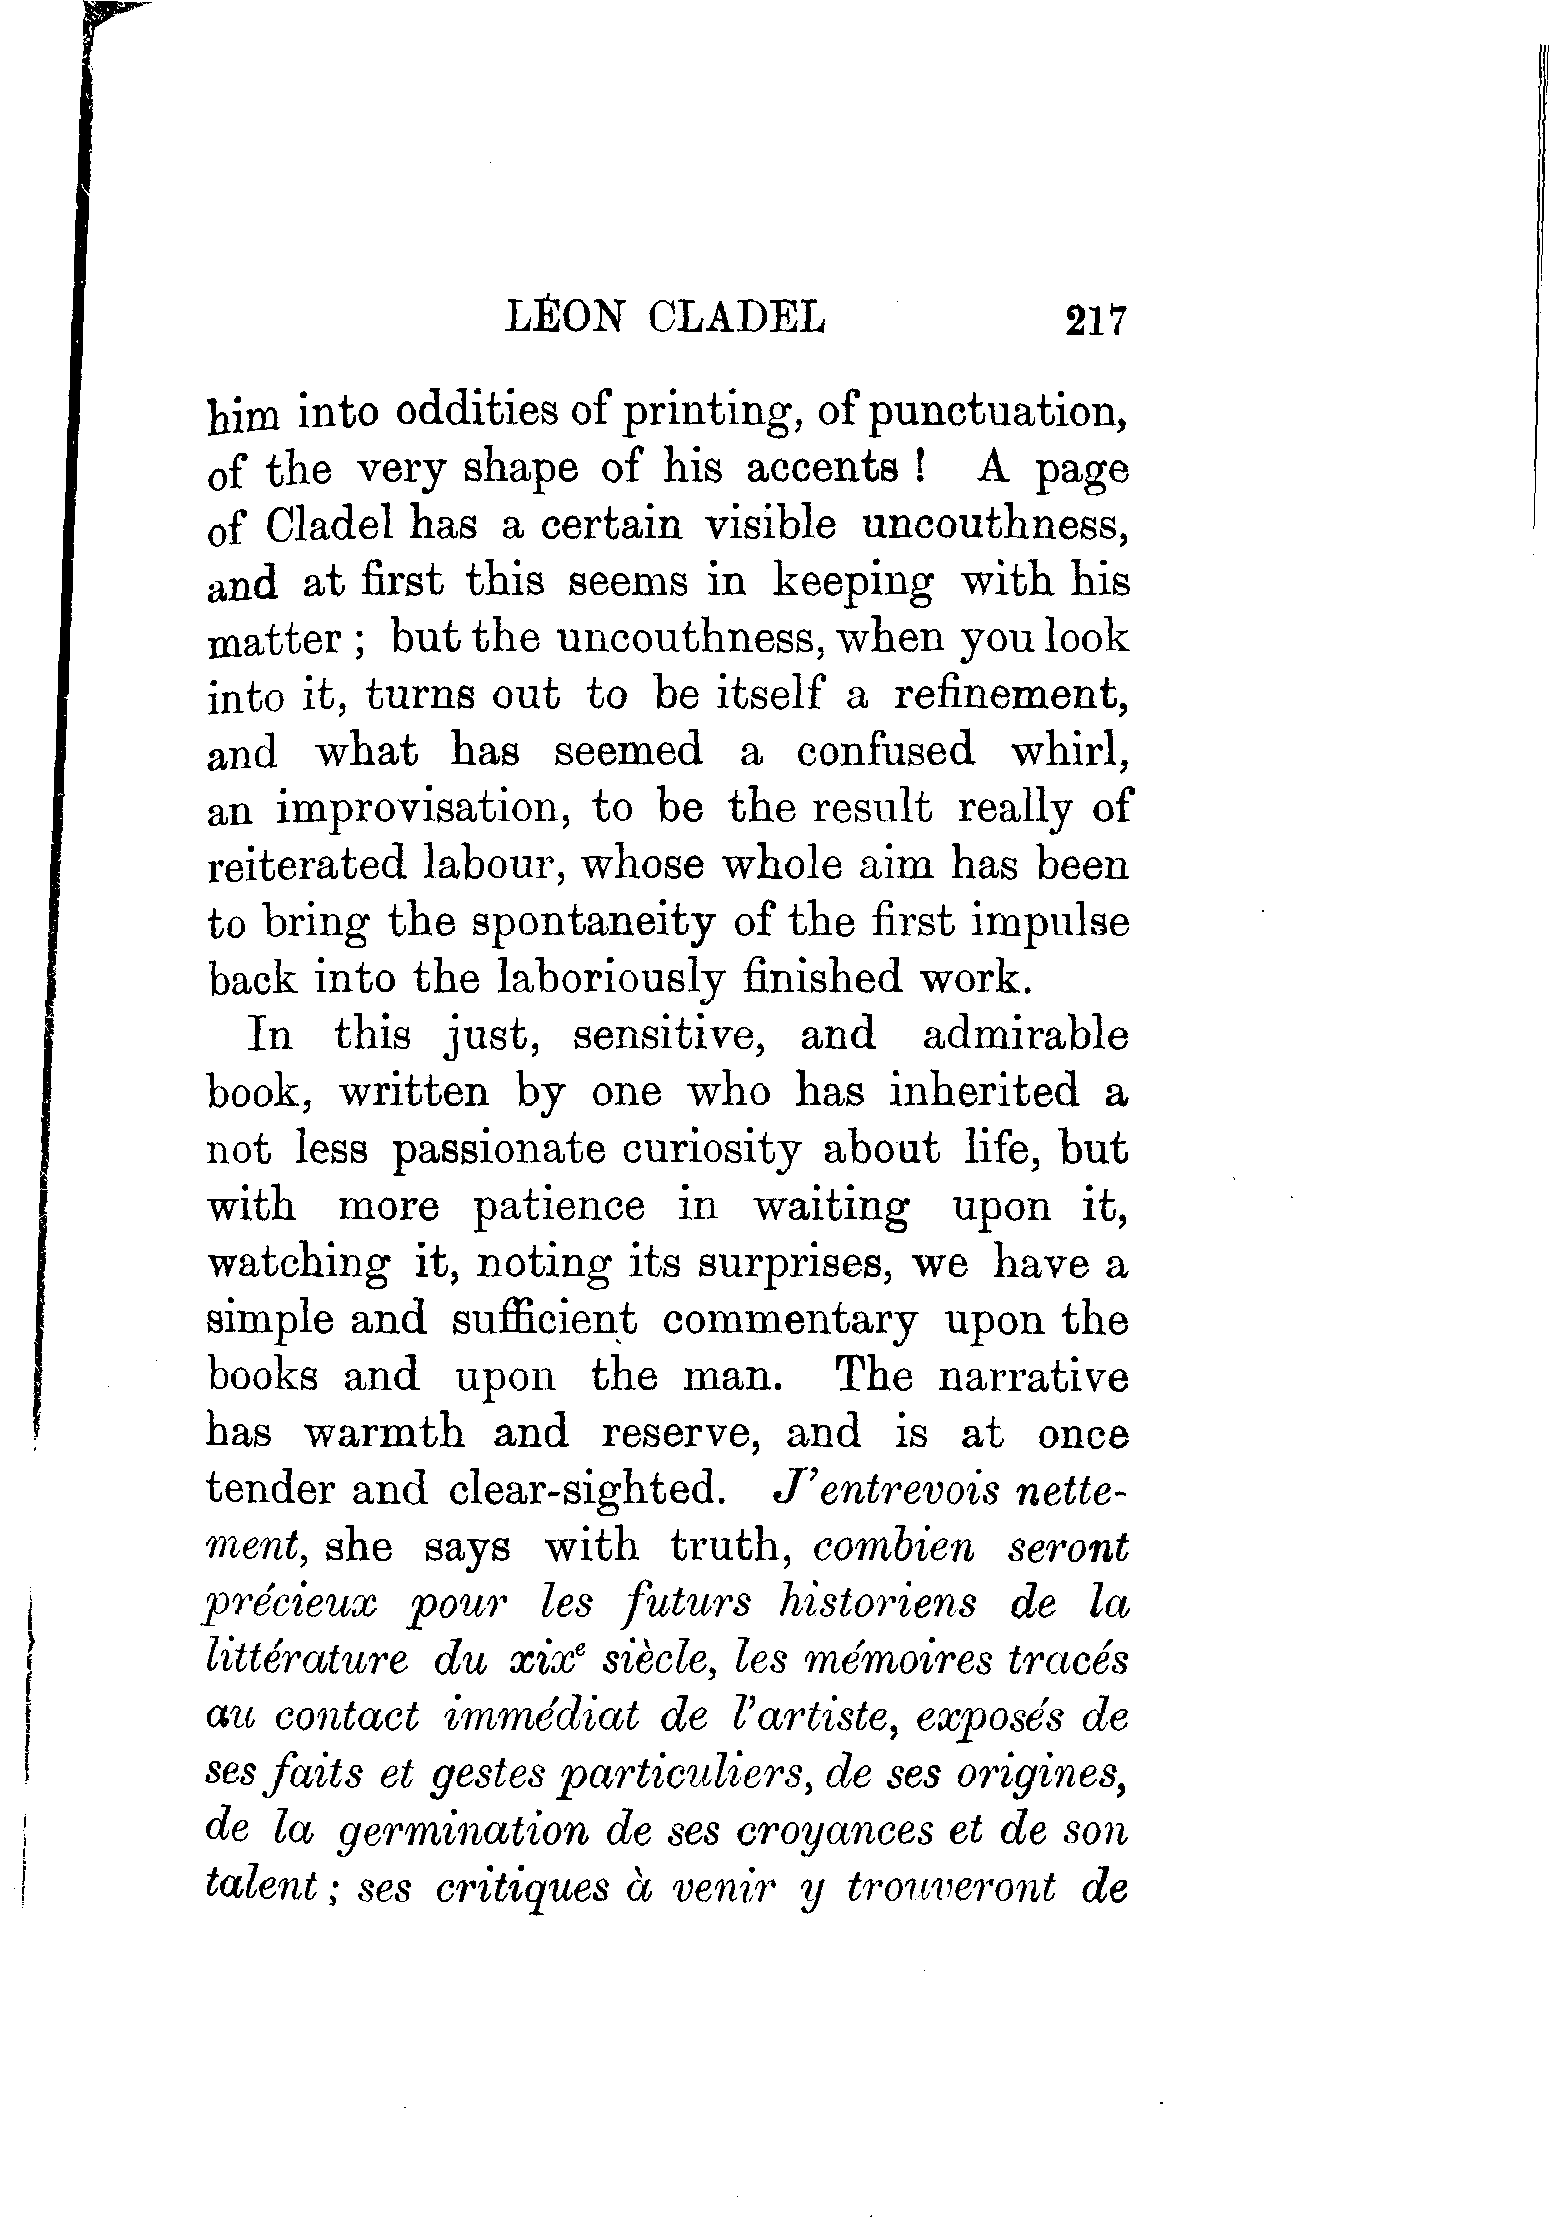 LÉON CLADEL 217
him into oddities of printing, of punctuation,
of the very shape of his accents ! A page
of Cladel has a certain visible uncouthness,
and at first this seems in keeping with his
matter ; but the uncouthness, when you look
into it, turns out to be itself a refinement,
and what has seemed a confused whirl,
an improvisation, to be the result really of
reiterated labour, whose whole aim has been
to bring the spontaneity of the first impulse
back into the laboriously finished work.
In this just, sensitive, and admirable
book, written by one who has inherited a
not less passionate curiosity about life, but
with more patience in waiting upon it,
watching it, noting its surprises, we have a
simple and sufficient commentary upon the
books and upon the man. The narrative
has warmth and reserve, and is at once
tender and clear-sighted. J'entrevois nette-
ment, she says with truth, combien seront
précieux pour les futurs historiens de la
littérature du xixe siècle, les mémoires tracés
au contact immédiat de l'artiste, exposés de
ses faits et gestes particuliers, de ses origines,
de la germination de ses croyances et de son
talent ; ses critiques à venir y trouveront de